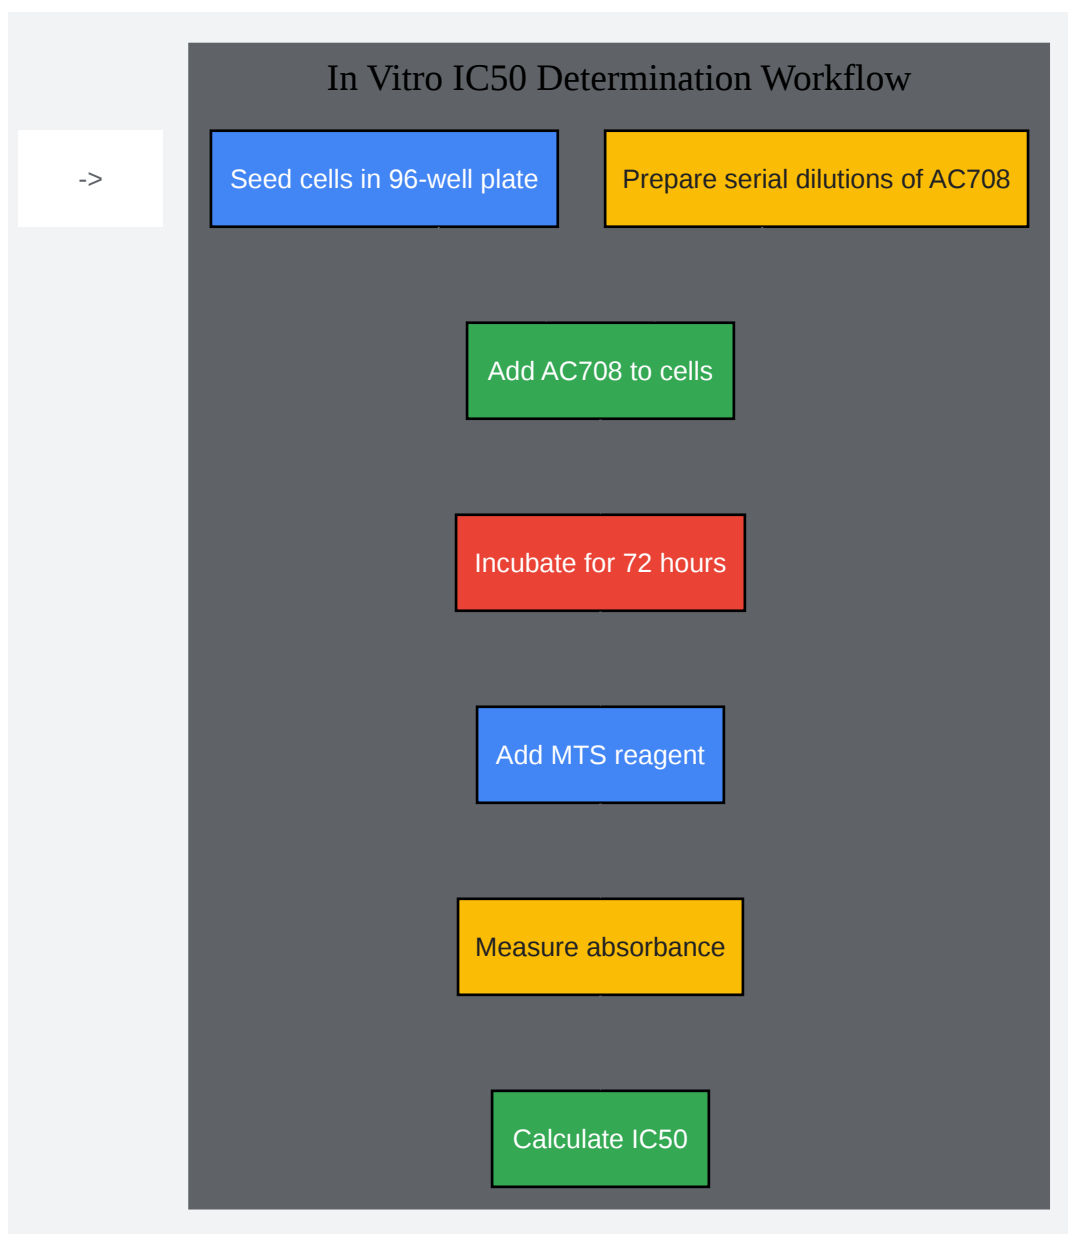 In Vitro IC50 Determination Workflow
->
Seed cells in 96-well plate
Prepare serial dilutions of AC708
Add AC708 to cells
Incubate for 72 hours
Add MTS reagent
Measure absorbance
Calculate IC50